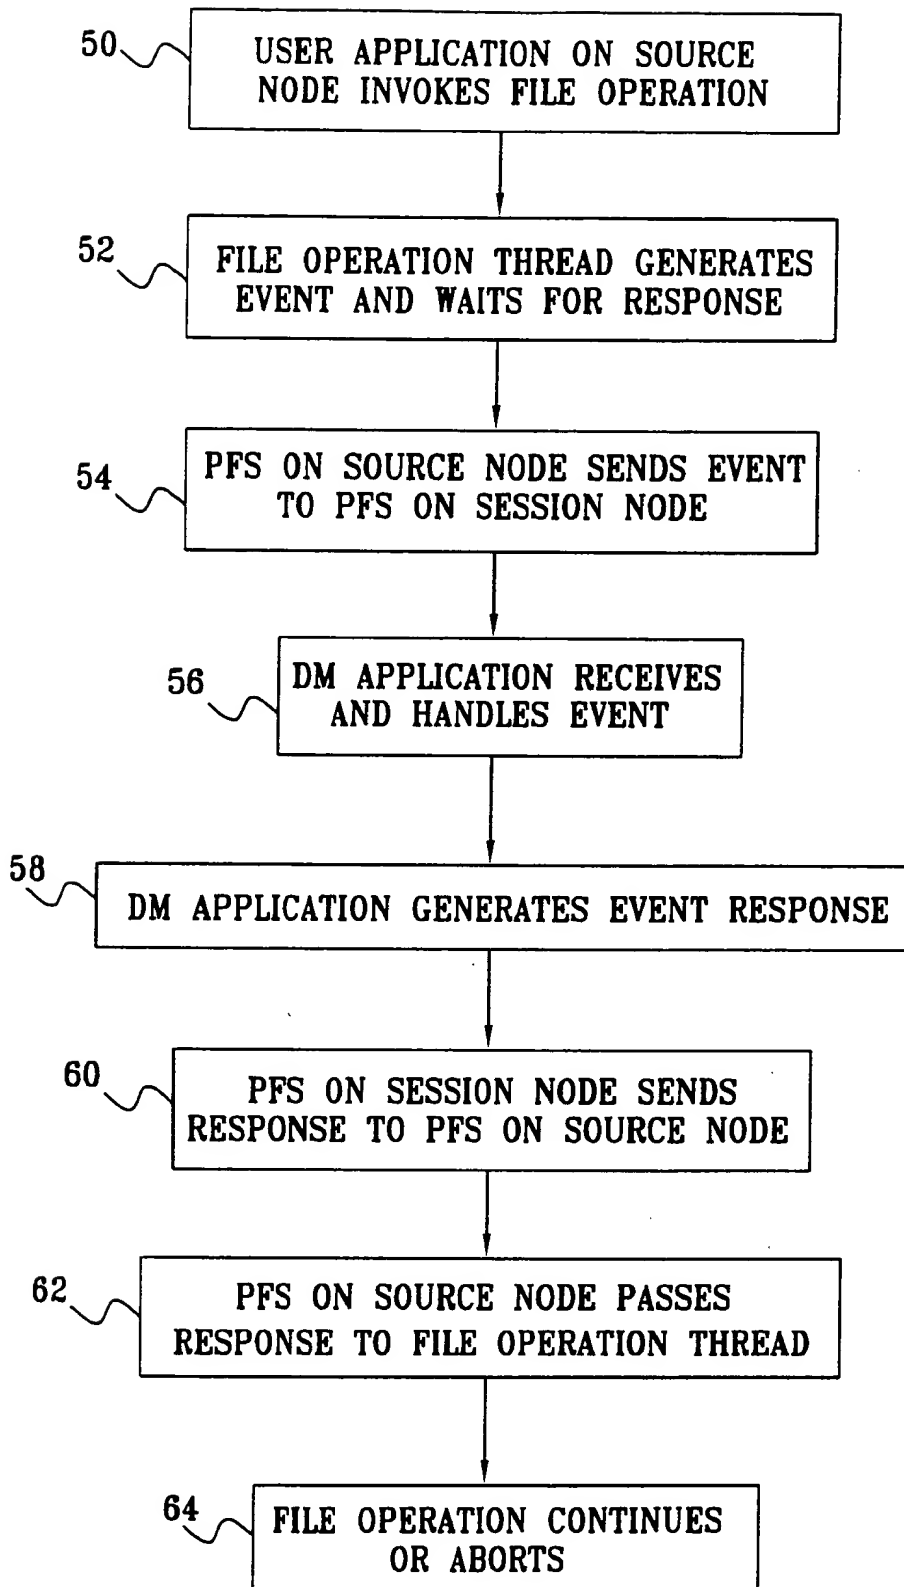 50
USER APPLICATION ON SOURCE
NODE INVOKES FILE OPERATION
52
FILE OPERATION THREAD GENERATES
EVENT AND WAITS FOR RESPONSE
54
PFS ON SOURCE NODE SENDS EVENT
TO PFS ON SESSION NODE
56
DM APPLICATION RECEIVES
AND HANDLES EVENT
58
DM APPLICATION GENERATES EVENT RESPONSE
60
PFS ON SESSION NODE SENDS
RESPONSE TO PFS ON SOURCE NODE
62
PFS ON SOURCE NODE PASSES
RESPONSE TO FILE OPERATION THREAD
64
FILE OPERATION CONTINUES
OR ABORTS